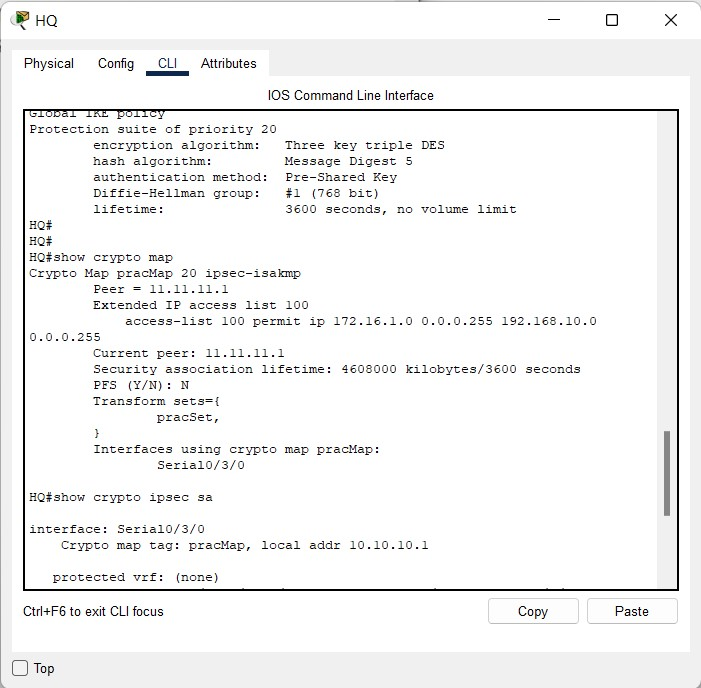 HQ
Physical Config CLI Attributes
IOS Command Line Interface
Global IKE policy
Protection suite of priority 20
encryption algorithm: Three key triple DES
hash algorithm: Message Digest 5
authentication method: Pre-Shared Key
Diffie-Hellman group: #1 (768 bit)
lifetime: 3600 seconds, no volume limit
HQ#
HQ#
HQ#show crypto map
Crypto Map pracMap 20 ipsec-isakmp
Peer = 11.11.11.1
Extended IP access list 100
access-list 100 permit ip 172.16.1.0 0.0.0.255 192.168.10.0
0.0.0.255
Current peer: 11.11.11.1
Security association lifetime: 4608000 kilobytes/3600 seconds
PFS (Y/N): N
Transform sets={
pracSet,
}
Interfaces using crypto map pracMap:
Serial0/3/0
HQ#show crypto ipsec sa
interface: Serial0/3/0
Crypto map tag: pracMap, local addr 10.10.10.1
protected vrf: (none)
Ctrl+F6 to exit CLI focus
Copy Paste
Top